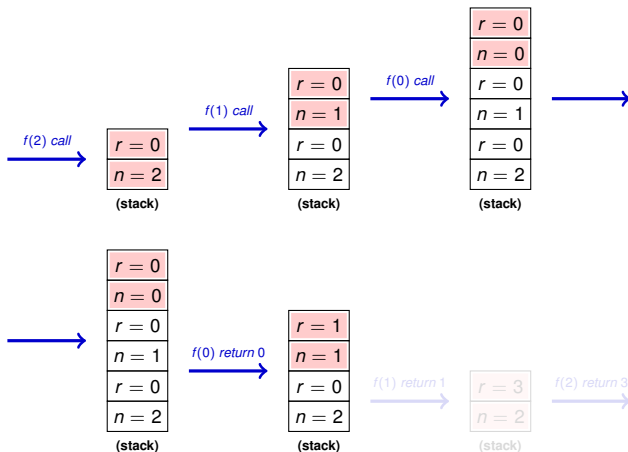 f(2) call
r = 0
n = 2
(stack)
f(1) call
r = 0
n = 1
r = 0
n = 2
(stack)
f(0) call
r = 0
n = 0
r = 0
n = 1
r = 0
n = 2
(stack)
r = 0
n = 0
r = 0
n = 1
r = 0
n = 2
(stack)
f(0) return 0
r = 1
n = 1
r = 0
n = 2
(stack)
f(1) return 1
r = 3
n = 2
(stack)
f(2) return 3